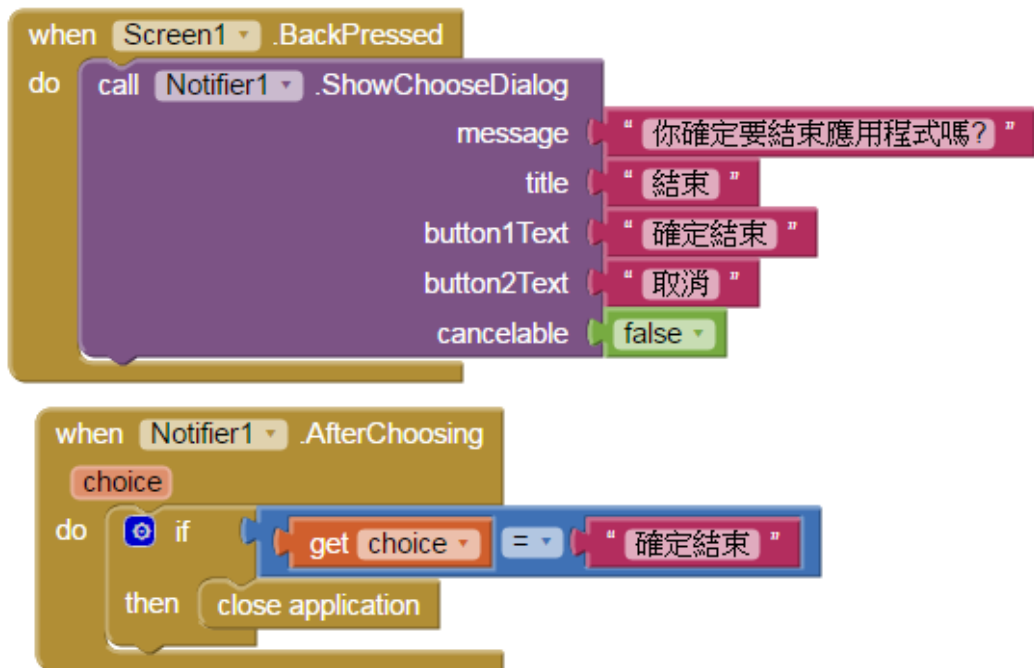 when Screen1 .BackPressed
do call Notifier1 .ShowChooseDialog
message “ 你確定要結束應用程式嗎? ”
title “ 結束 ”
button1Text “ 確定結束 ”
button2Text “ 取消 ”
cancelable false
when Notifier1 .AfterChoosing
choice
do if get choice = “ 確定結束 ”
then close application